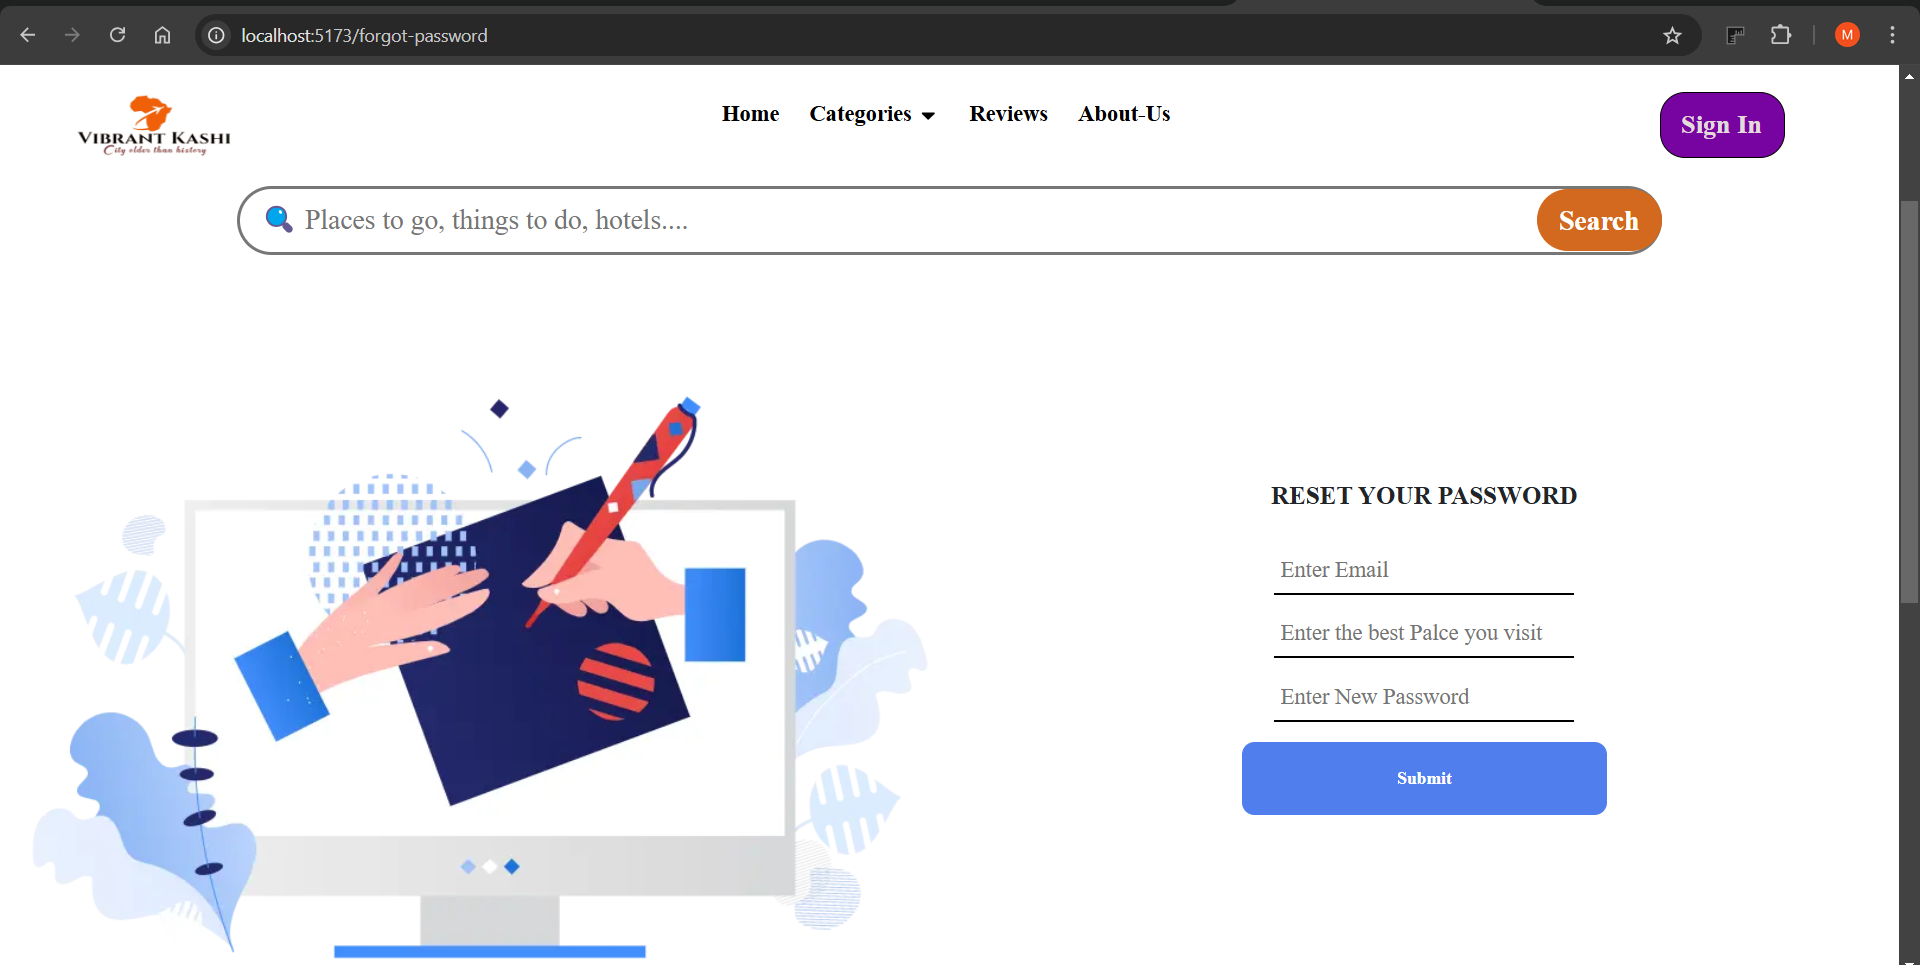 localhost:5173/forgot-password
M
VIBRANT KASHI
City older than history
Home Categories Reviews About-Us
Sign In
Places to go, things to do, hotels....
Search
RESET YOUR PASSWORD
Enter Email
Enter the best Palce you visit
Enter New Password
Submit